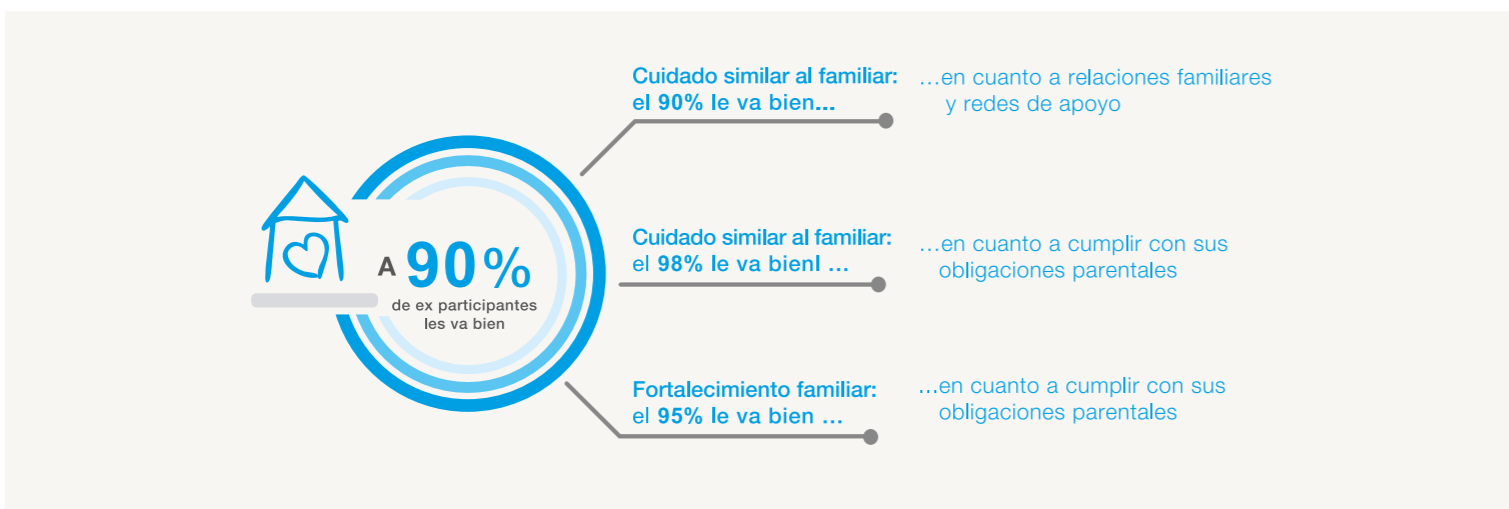 A 90%
de ex participantes
les va bien
Cuidado similar al familiar:
el 90% le va bien...
...en cuanto a relaciones familiares
y redes de apoyo
Cuidado similar al familiar:
el 98% le va bienl ...
...en cuanto a cumplir con sus
obligaciones parentales
Fortalecimiento familiar:
el 95% le va bien ...
...en cuanto a cumplir con sus
obligaciones parentales